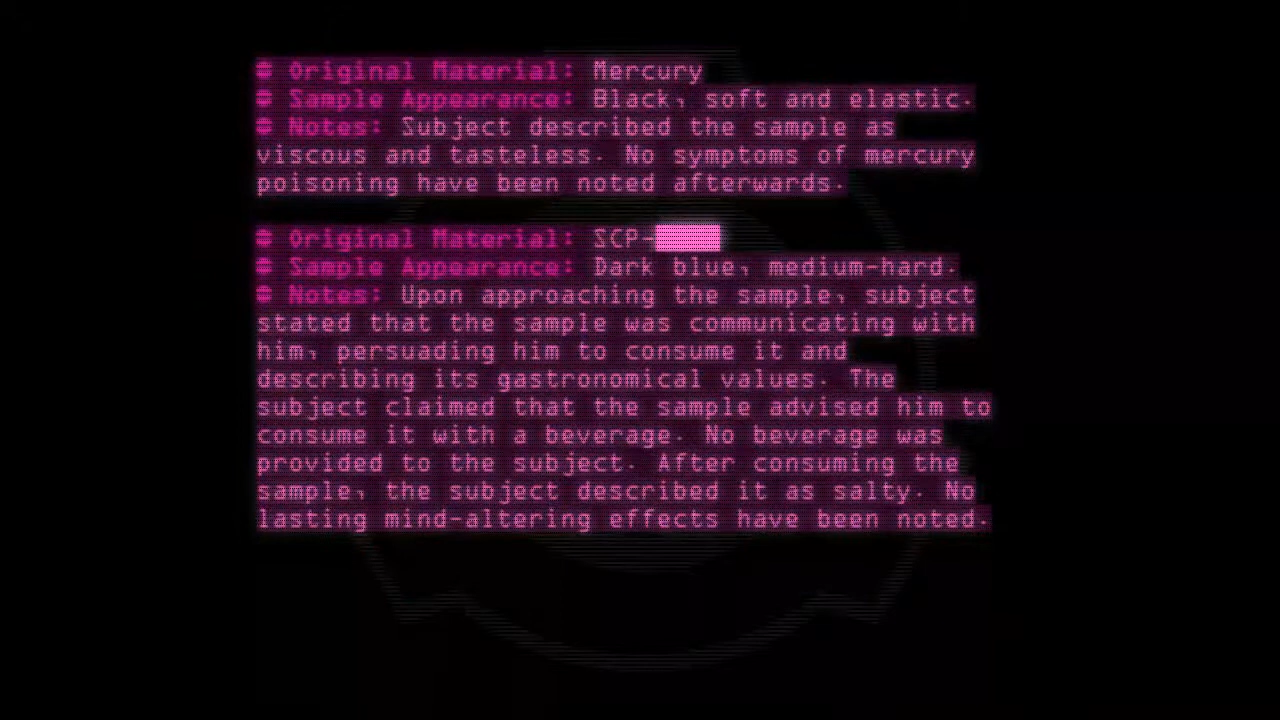 Original Material: Mercury
Sample Appearance: Black, soft and elastic.
Notes: Subject described the sample as
viscous and tasteless. No symptoms of mercury
poisoning have been noted afterwards.
Original Material: SCP-████
Sample Appearance: Dark blue, medium-hard.
Notes: Upon approaching the sample, subject
stated that the sample was communicating with
him, persuading him to consume it and
describing its gastronomical values. The
subject claimed that the sample advised him to
consume it with a beverage. No beverage was
provided to the subject. After consuming the
sample, the subject described it as salty. No
lasting mind-altering effects have been noted.